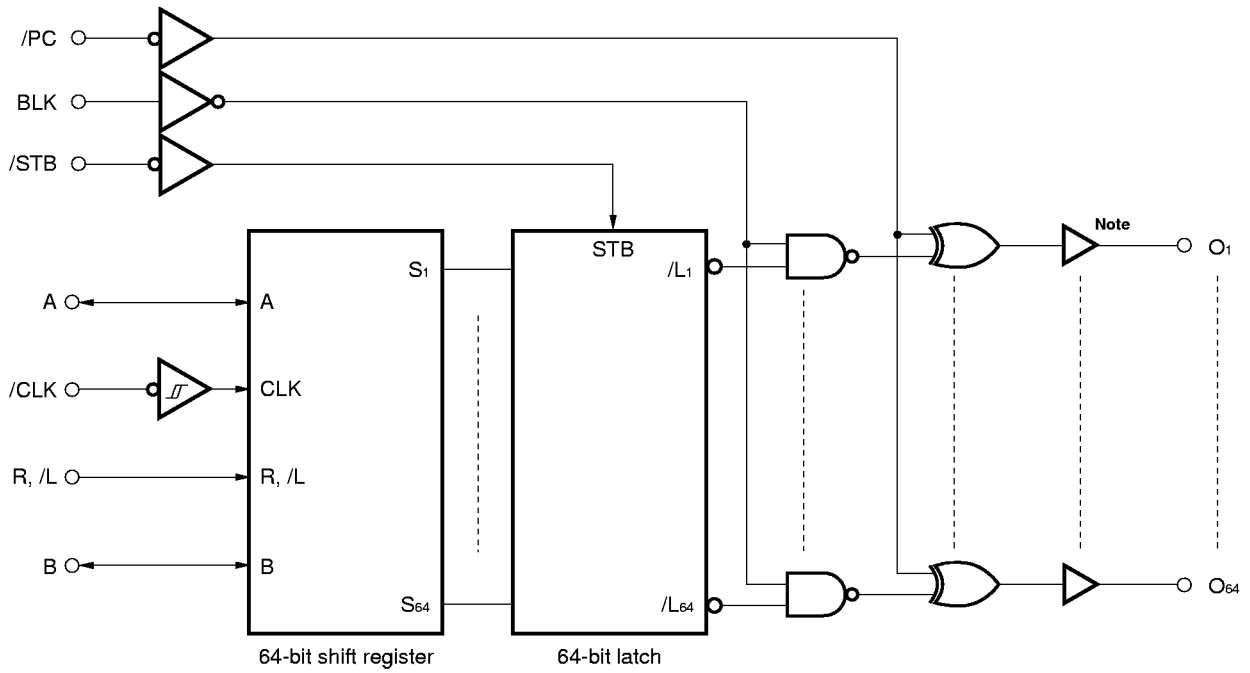 /PC
BLK
/STB
Note
STB
S1
/L1
O1
A
A
/CLK
CLK
R, /L
R, /L
B
B
S64
/L64
O64
64-bit shift register
64-bit latch